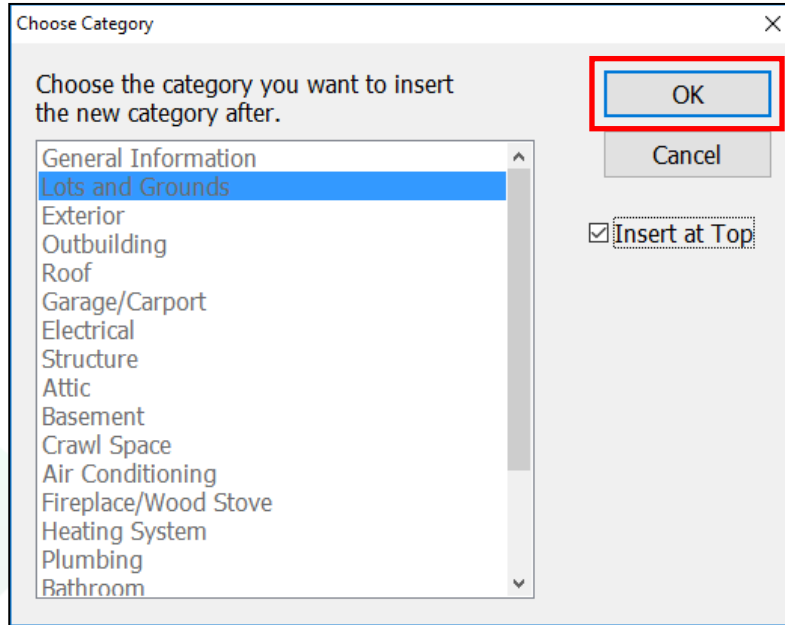 Choose Category
Choose the category you want to insert
the new category after.
OK
Cancel
Insert at Top
General Information
Lots and Grounds
Exterior
Outbuilding
Roof
Garage/Carport
Electrical
Structure
Attic
Basement
Crawl Space
Air Conditioning
Fireplace/Wood Stove
Heating System
Plumbing
Bathroom